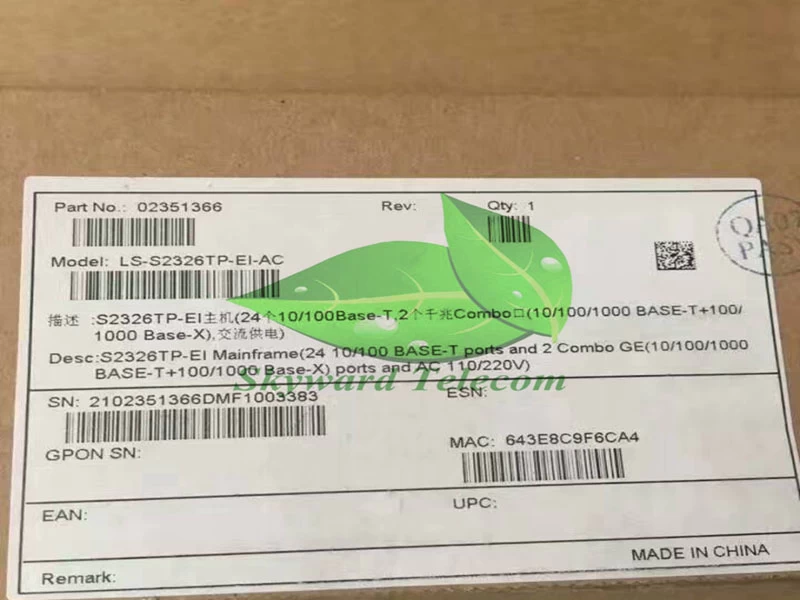 Part No.: 02351366
Rev:
Qty: 1
Model: LS-S2326TP-EI-AC
描述 :S2326TP-EI主机(24个10/100Base-T,2个千兆Combo口(10/100/1000 BASE-T+100/
1000 Base-X),交流供电)
Desc:S2326TP-EI Mainframe(24 10/100 BASE-T ports and 2 Combo GE(10/100/1000
BASE-T+100/1000 Base-X) ports and AC 110/220V)
Skyward Telecom
SN: 2102351366DMF1003383
ESN:
GPON SN:
MAC: 643E8C9F6CA4
EAN:
UPC:
MADE IN CHINA
Remark: